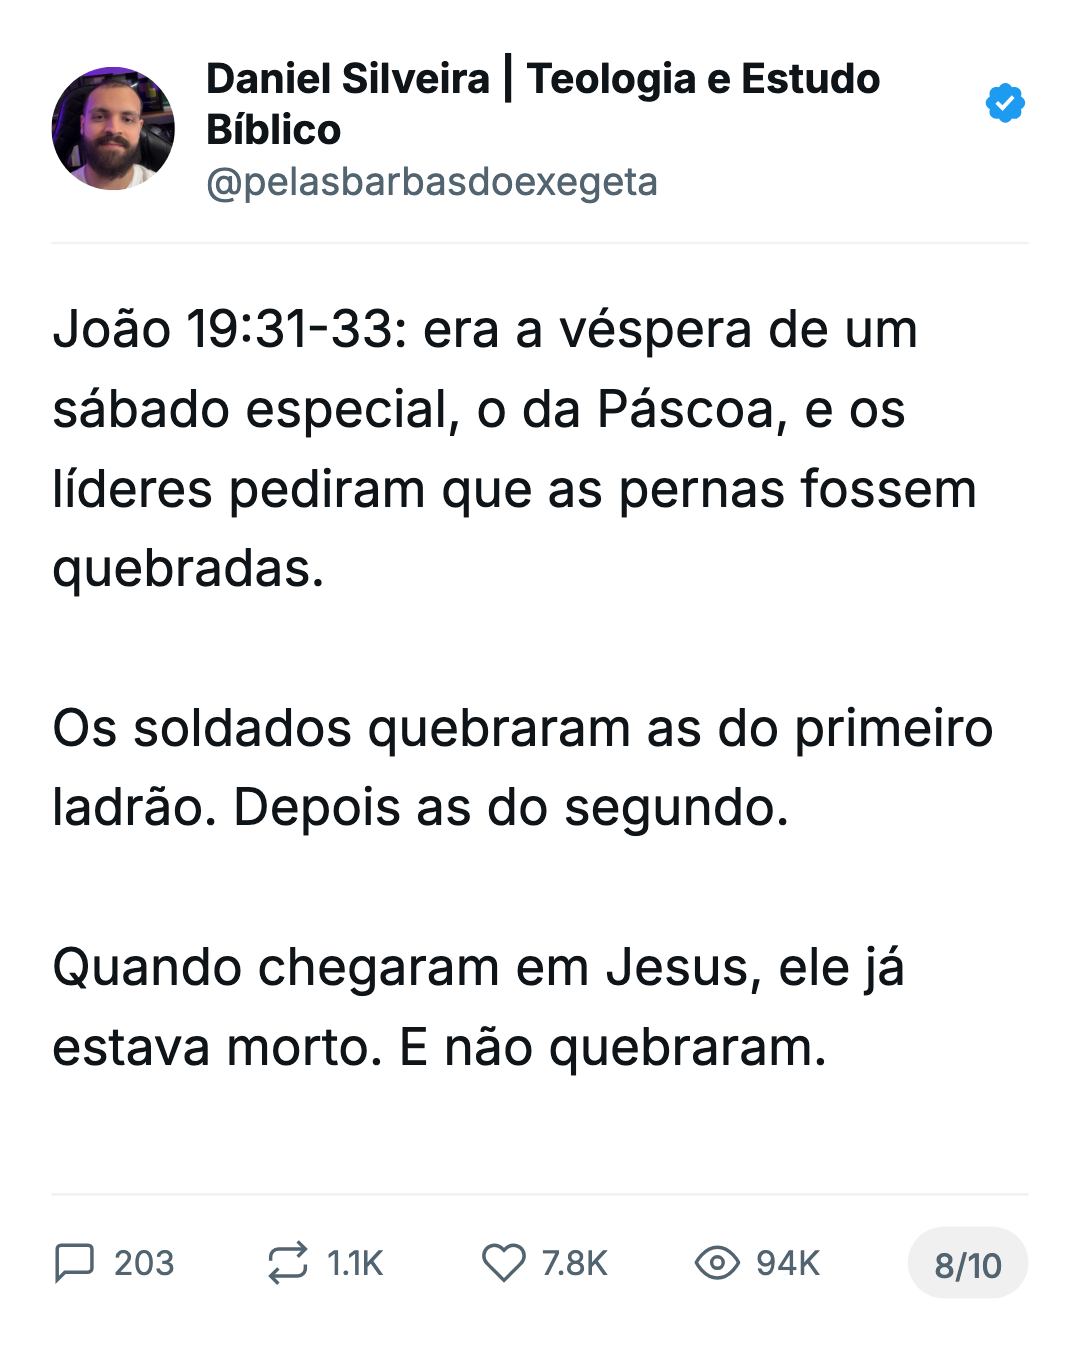 Daniel Silveira | Teologia e Estudo
Bíblico
@pelasbarbasdoexegeta
João 19:31-33: era a véspera de um
sábado especial, o da Páscoa, e os
líderes pediram que as pernas fossem
quebradas.
Os soldados quebraram as do primeiro
ladrão. Depois as do segundo.
Quando chegaram em Jesus, ele já
estava morto. E não quebraram.
203 1.1K 7.8K 94K 8/10